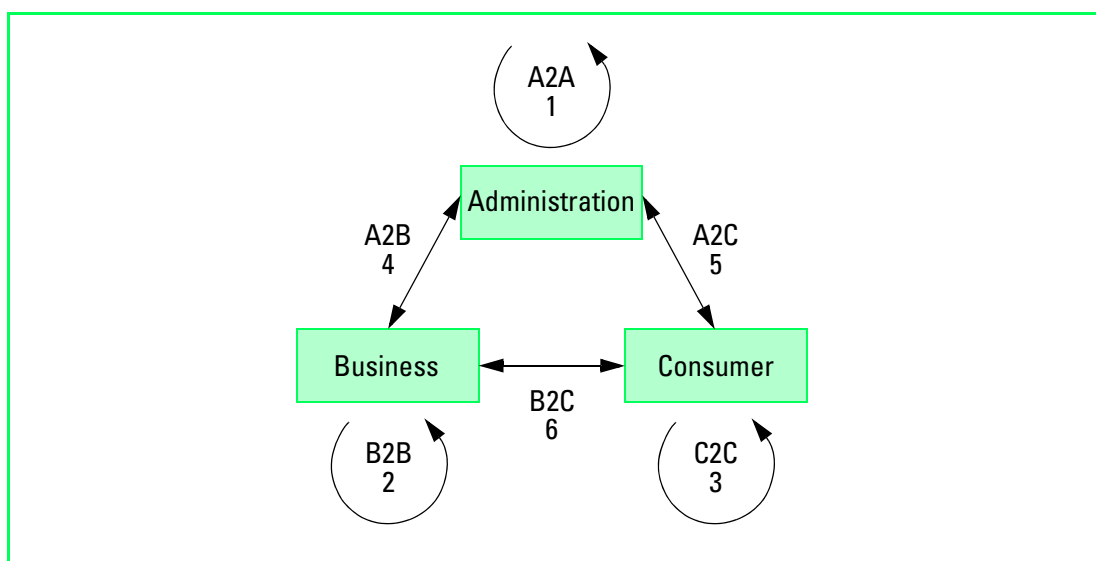 A2A
1
Administration
A2B
4
A2C
5
Business
Consumer
B2C
6
B2B
2
C2C
3